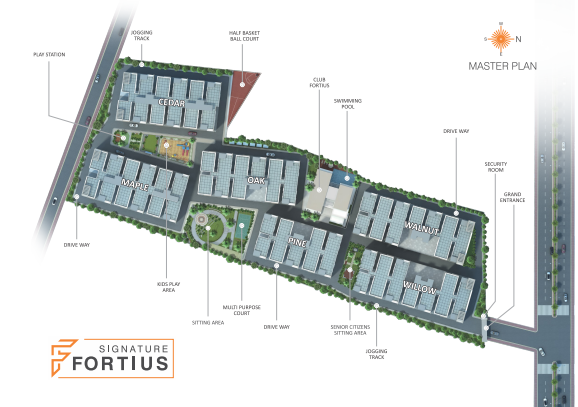 JOGGING
TRACK
HALF BASKET
BALL COURT
W
S
N
E
MASTER PLAN
PLAY STATION
CLUB
FORTIUS
SWIMMING
POOL
CEDAR
DRIVE WAY
SECURITY
ROOM
GRAND
ENTRANCE
MAPLE
OAK
WALNUT
PINE
WILLOW
DRIVE WAY
KIDS PLAY
AREA
SITTING AREA
MULTI PURPOSE
COURT
DRIVE WAY
SENIOR CITIZENS
SITTING AREA
JOGGING
TRACK
SIGNATURE
FORTIUS